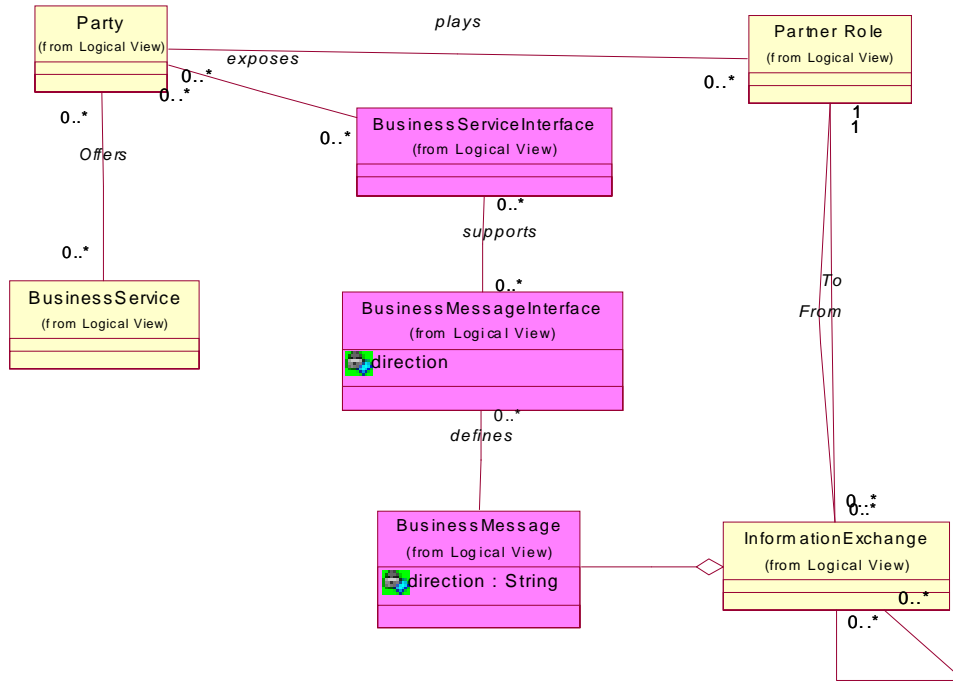 Party
(from Logical View)
plays
Partner Role
(from Logical View)
exposes
0..*
0..*
0..*
0..*
0..*
BusinessServiceInterface
(from Logical View)
1
1
Offers
0..*
supports
0..*
0..*
BusinessService
(from Logical View)
To
From
BusinessMessageInterface
(from Logical View)
direction
0..*
defines
0..*
0..*
BusinessMessage
(from Logical View)
direction : String
InformationExchange
(from Logical View)
0..*
0..*